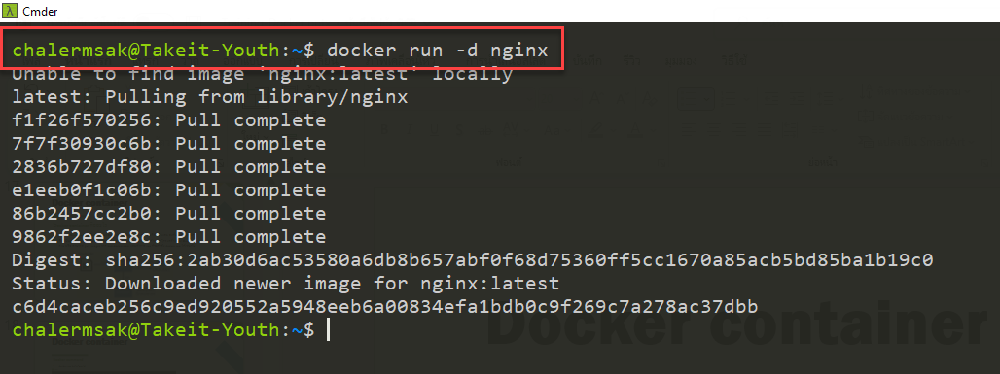 λ Cmder
chalermsak@Takeit-Youth:~$ docker run -d nginx
Unable to find image 'nginx:latest' locally
latest: Pulling from library/nginx
f1f26f570256: Pull complete
7f7f30930c6b: Pull complete
2836b727df80: Pull complete
e1eeb0f1c06b: Pull complete
86b2457cc2b0: Pull complete
9862f2ee2e8c: Pull complete
Digest: sha256:2ab30d6ac53580a6db8b657abf0f68d75360ff5cc1670a85acb5bd85ba1b19c0
Status: Downloaded newer image for nginx:latest
c6d4caceb256c9ed920552a5948eeb6a00834efa1bdb0c9f269c7a278ac37dbb
chalermsak@Takeit-Youth:~$
Docker container